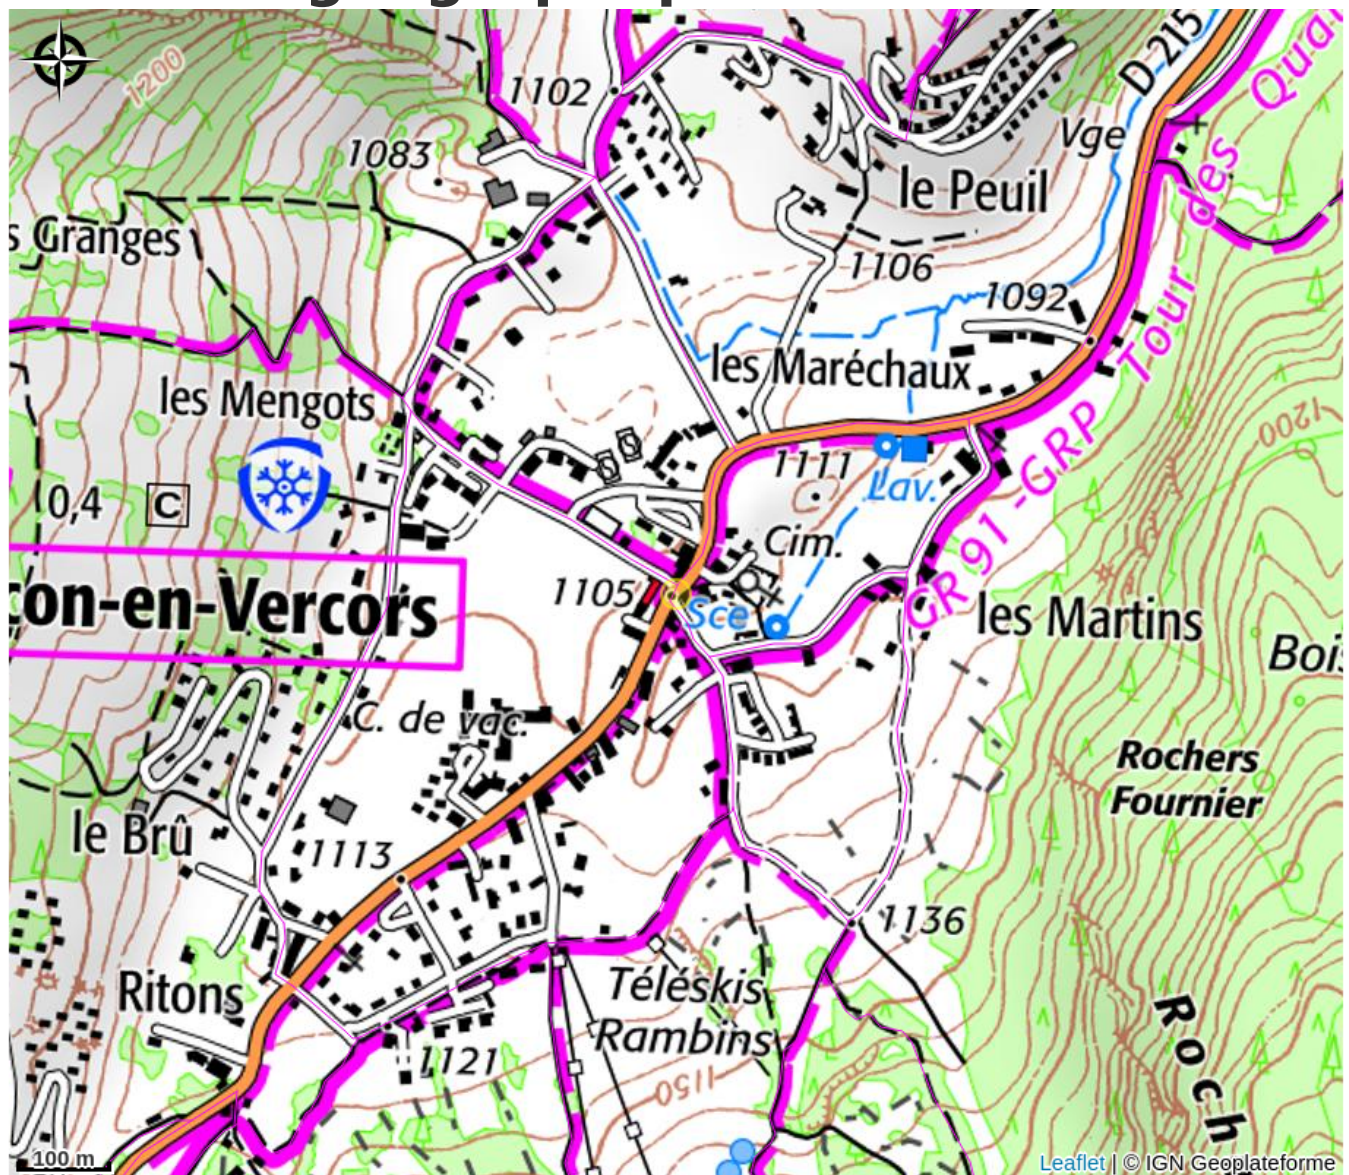 1200
1102
D 215
Qua
1083
Vge
des
le Peuil
s Granges
1106
1092
Tour
les Maréchaux
les Mengots
1200
1111
0,4
C
Lav.
GR 91 - GRP
Cim.
1105
Sce
con-en-Vercors
les Martins
Bois
C. de vac.
Rochers
Fournier
le Brû
1113
1136
Ritons
Téléskis
Rambins
Roch
1121
1150
100 m
Leaflet | © IGN Geoplateforme